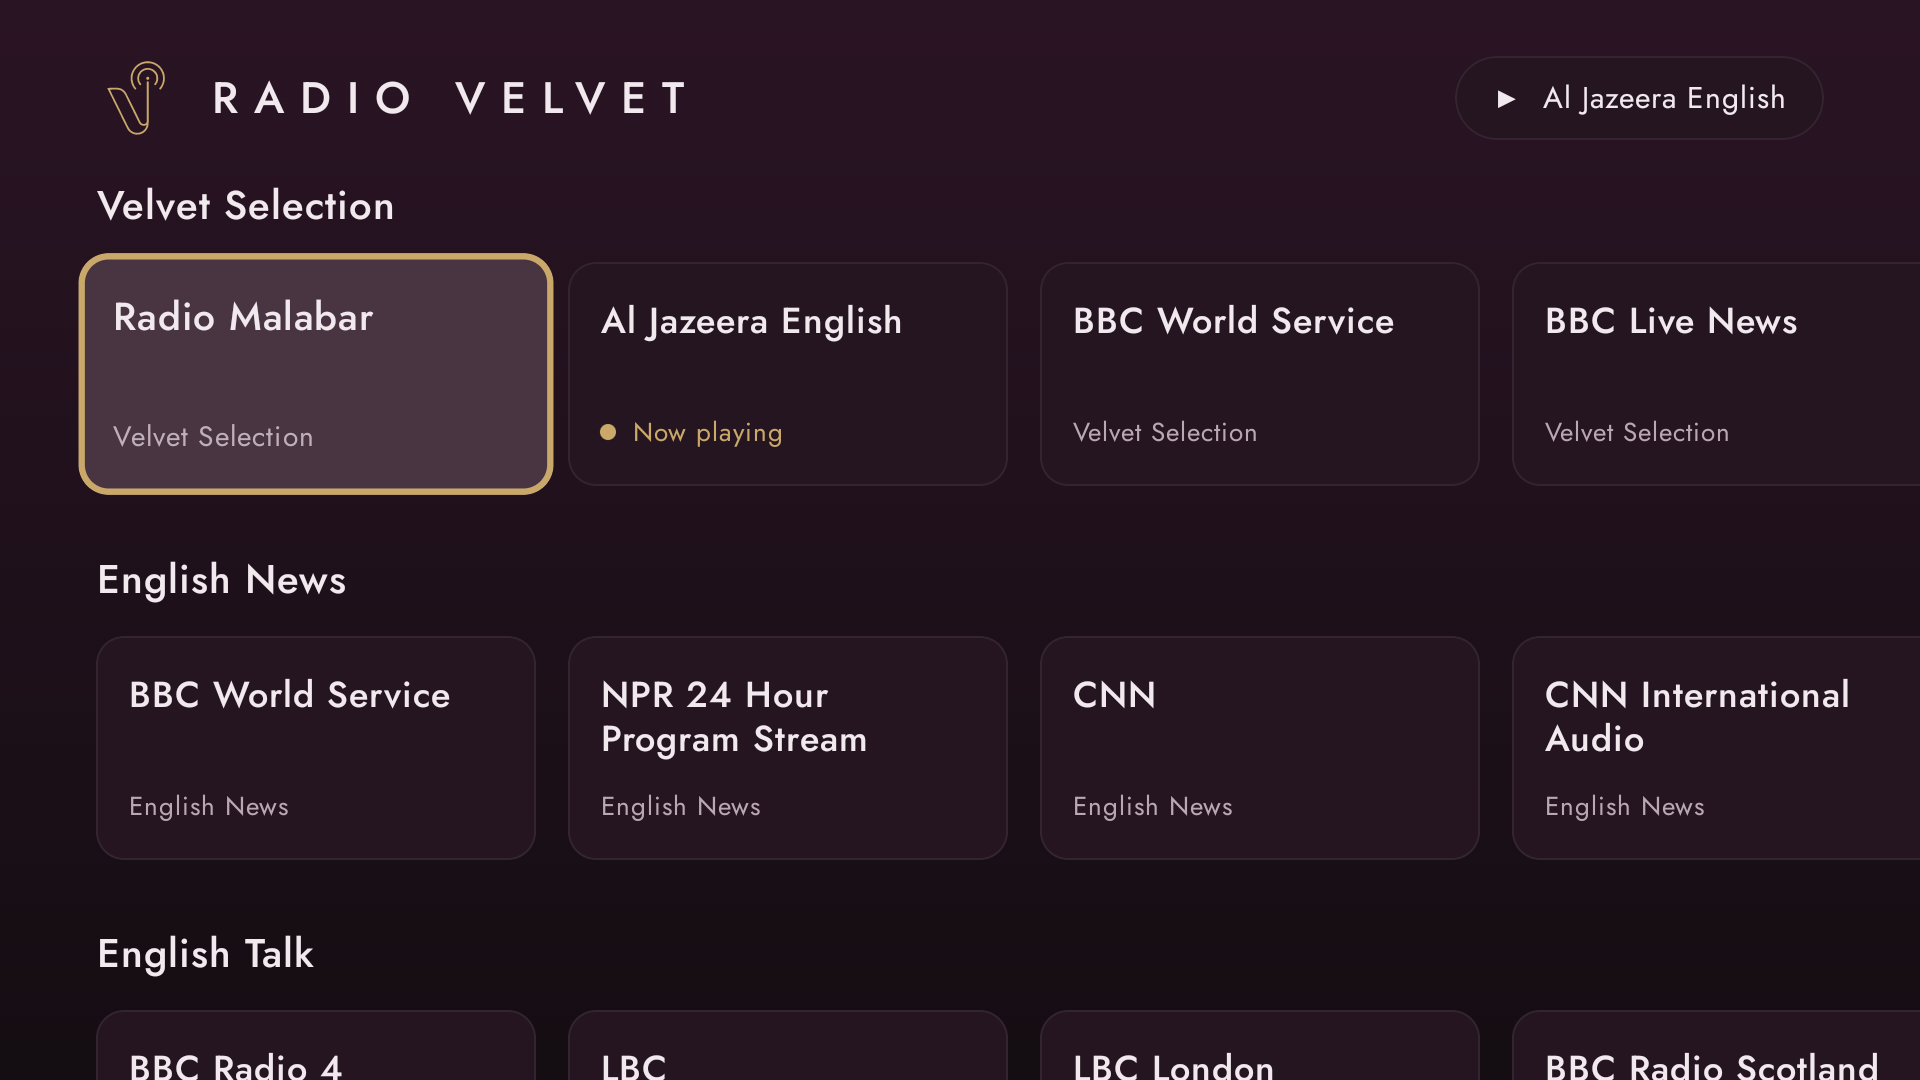 RADIO VELVET
Al Jazeera English
Velvet Selection
Radio Malabar
Velvet Selection
Al Jazeera English
Now playing
BBC World Service
Velvet Selection
BBC Live News
Velvet Selection
English News
BBC World Service
English News
NPR 24 Hour
Program Stream
English News
CNN
English News
CNN International
Audio
English News
English Talk
BBC Radio 4
LBC
LBC London
BBC Radio Scotland